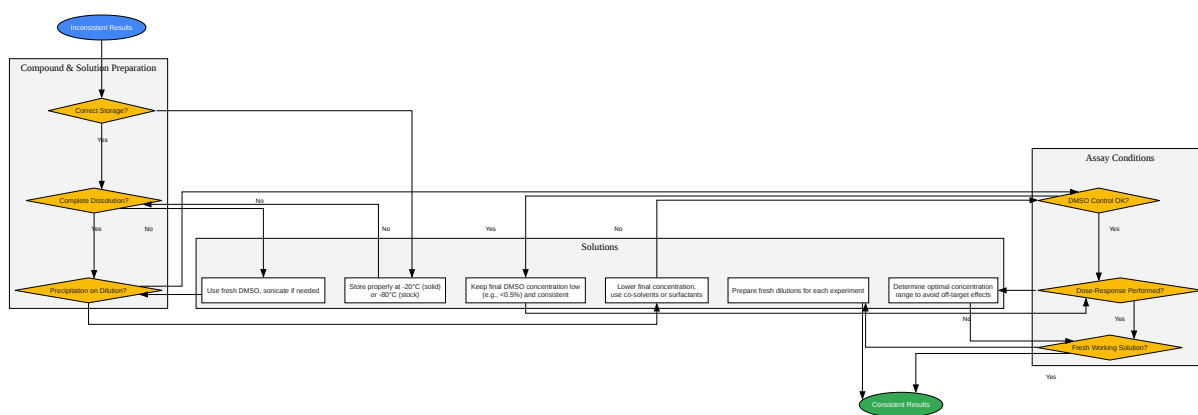 Inconsistent Results
Compound & Solution Preparation
Correct Storage?
Yes
Complete Dissolution?
Yes
No
Precipitation on Dilution?
No
No
Yes
No
Solutions
Use fresh DMSO, sonicate if needed
Store properly at -20°C (solid)
or -80°C (stock)
Keep final DMSO concentration low
(e.g., <0.5%) and consistent
Lower final concentration,
use co-solvents or surfactants
Prepare fresh dilutions for each experiment
Determine optimal concentration
range to avoid off-target effects
Assay Conditions
DMSO Control OK?
Yes
Dose-Response Performed?
No
Yes
Fresh Working Solution?
Yes
Consistent Results